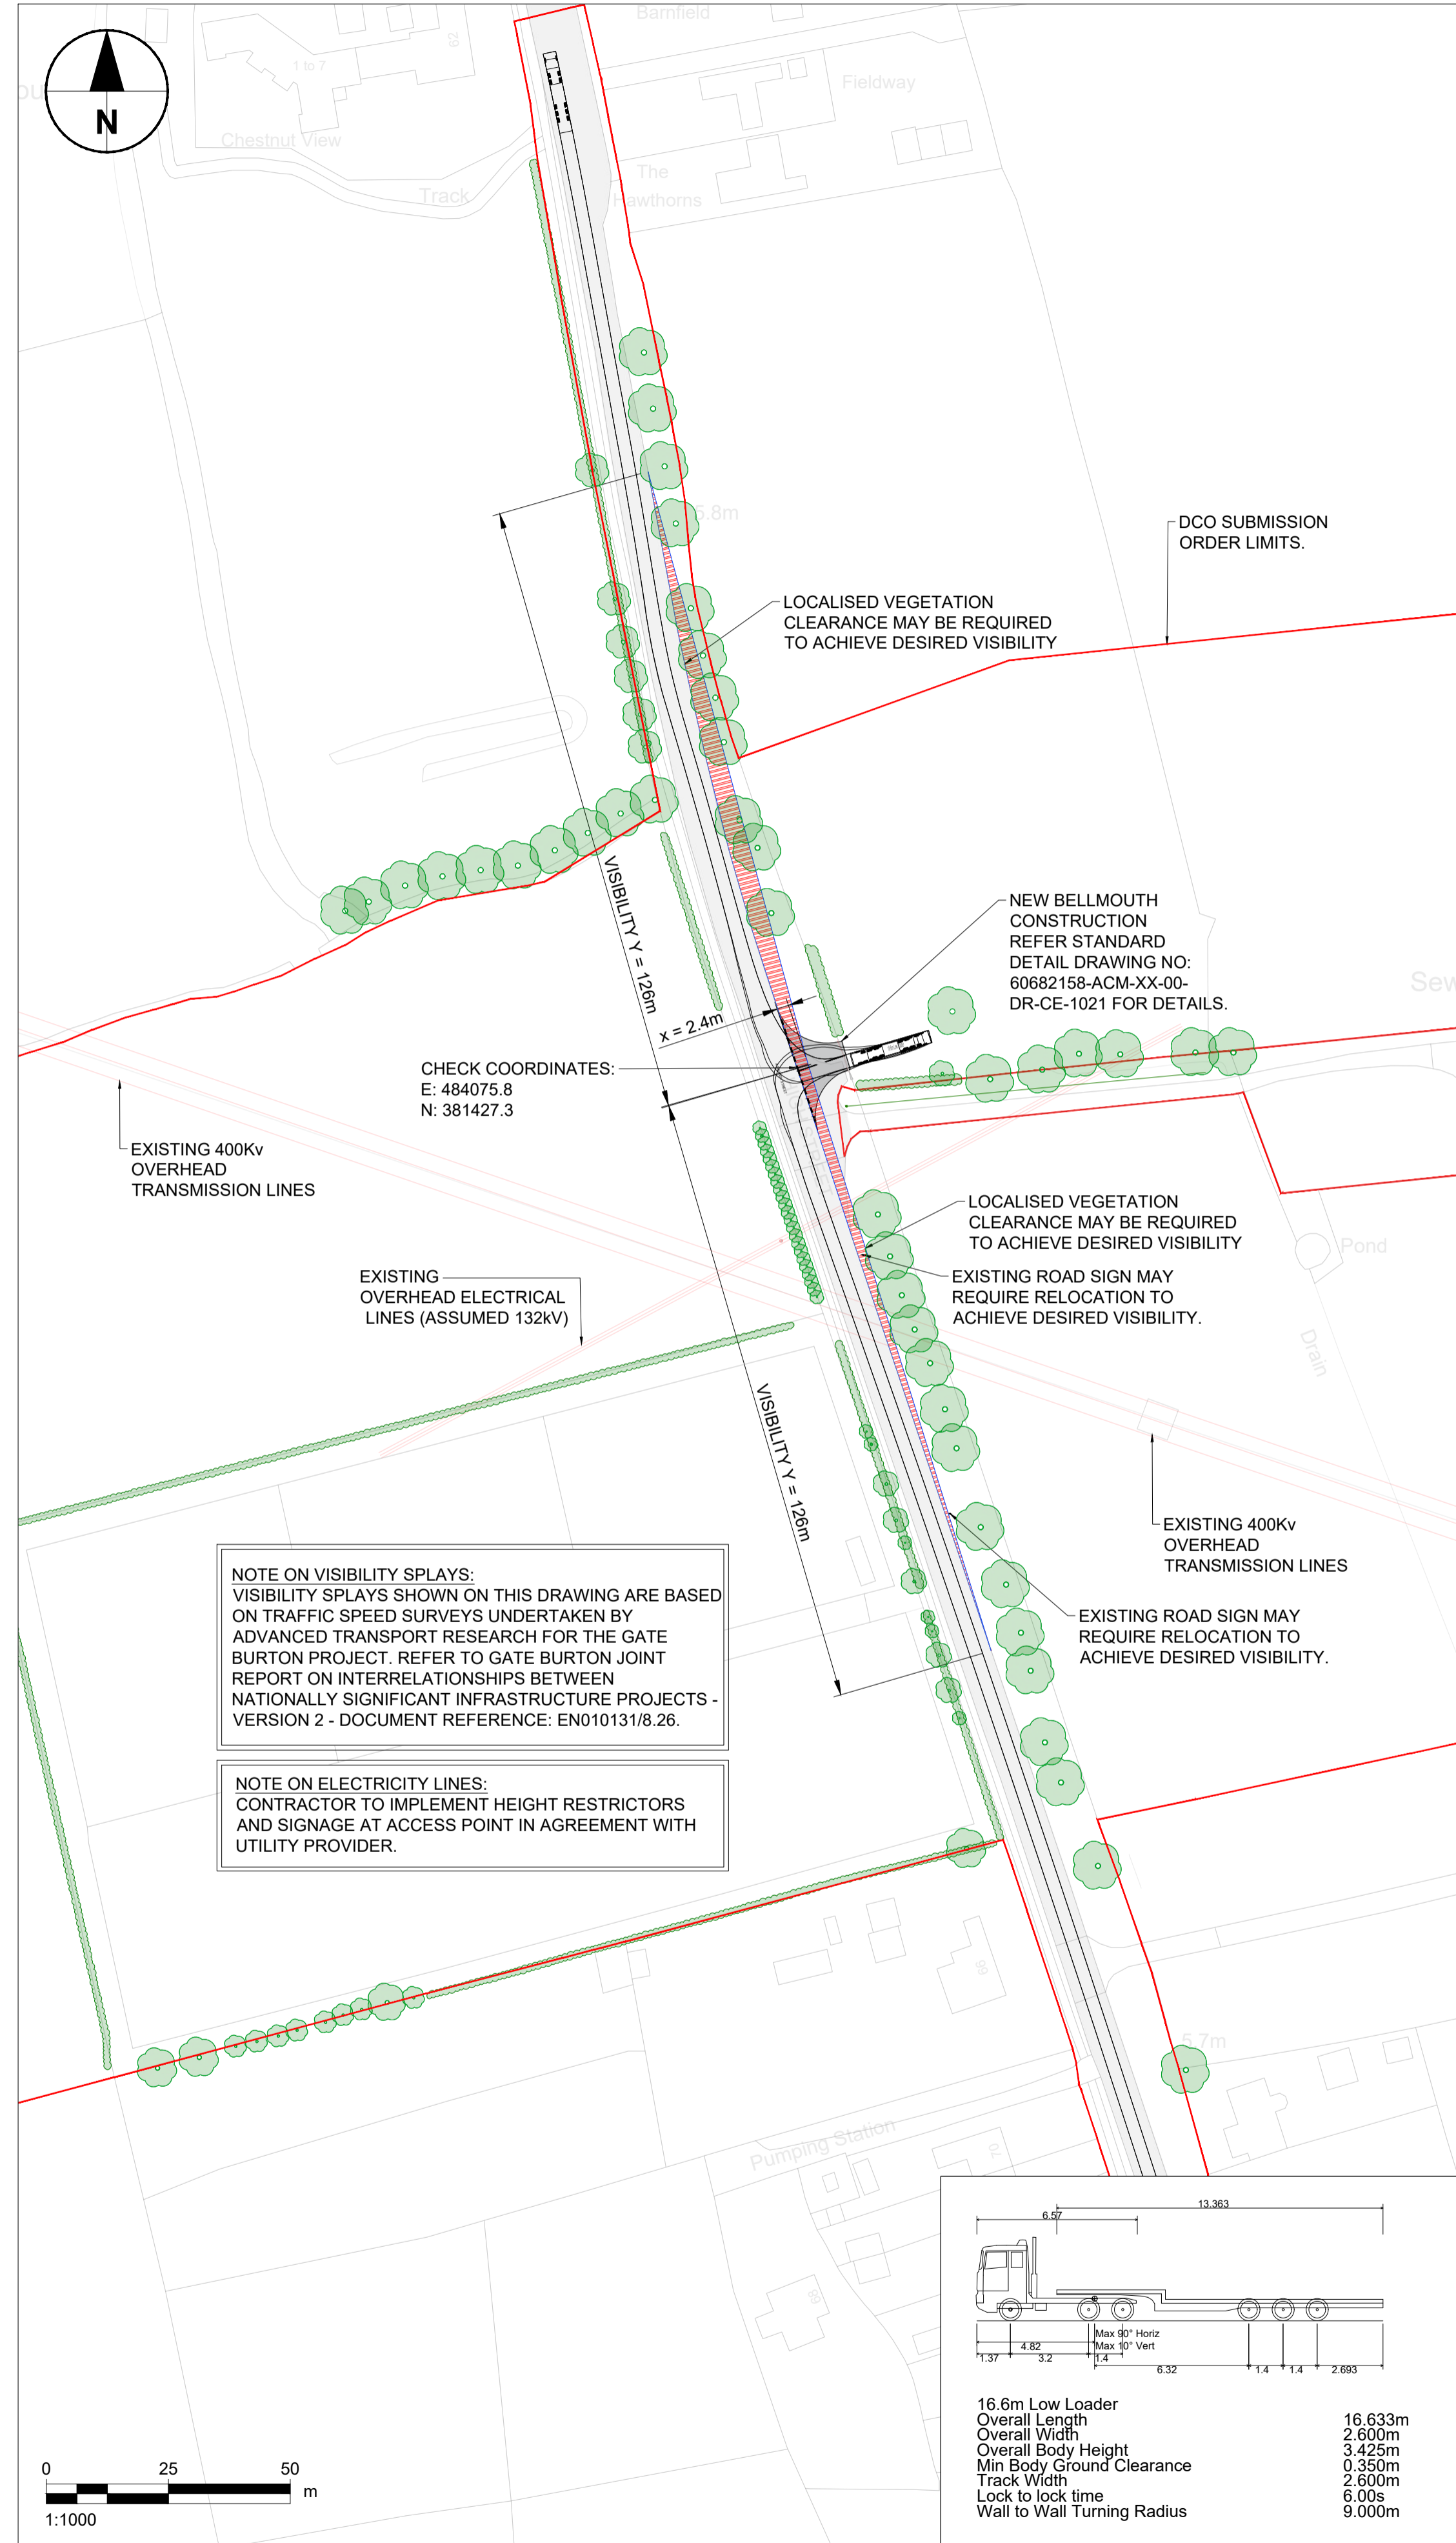 Barnfield
62
1 to 7
Fieldway
N
Chestnut View
Track
The
Hawthorns
5.8m
DCO SUBMISSION
ORDER LIMITS.
LOCALISED VEGETATION
CLEARANCE MAY BE REQUIRED
TO ACHIEVE DESIRED VISIBILITY
VISIBILITY Y = 126m
NEW BELLMOUTH
CONSTRUCTION
REFER STANDARD
DETAIL DRAWING NO:
60682158-ACM-XX-00-
DR-CE-1021 FOR DETAILS.
Sew
x = 2.4m
CHECK COORDINATES:
E: 484075.8
N: 381427.3
EXISTING 400Kv
OVERHEAD
TRANSMISSION LINES
LOCALISED VEGETATION
CLEARANCE MAY BE REQUIRED
TO ACHIEVE DESIRED VISIBILITY
Pond
EXISTING
OVERHEAD ELECTRICAL
LINES (ASSUMED 132kV)
EXISTING ROAD SIGN MAY
REQUIRE RELOCATION TO
ACHIEVE DESIRED VISIBILITY.
Drain
VISIBILITY Y = 126m
EXISTING 400Kv
OVERHEAD
TRANSMISSION LINES
NOTE ON VISIBILITY SPLAYS:
VISIBILITY SPLAYS SHOWN ON THIS DRAWING ARE BASED
ON TRAFFIC SPEED SURVEYS UNDERTAKEN BY
ADVANCED TRANSPORT RESEARCH FOR THE GATE
BURTON PROJECT. REFER TO GATE BURTON JOINT
REPORT ON INTERRELATIONSHIPS BETWEEN
NATIONALLY SIGNIFICANT INFRASTRUCTURE PROJECTS -
VERSION 2 - DOCUMENT REFERENCE: EN010131/8.26.
EXISTING ROAD SIGN MAY
REQUIRE RELOCATION TO
ACHIEVE DESIRED VISIBILITY.
NOTE ON ELECTRICITY LINES:
CONTRACTOR TO IMPLEMENT HEIGHT RESTRICTORS
AND SIGNAGE AT ACCESS POINT IN AGREEMENT WITH
UTILITY PROVIDER.
5.7m
Pumping Station
70
13.363
6.57
Max 90° Horiz
Max 10° Vert
4.82
1.37
3.2
1.4
6.32
1.4
1.4
2.693
16.6m Low Loader
Overall Length 16.633m
Overall Width 2.600m
Overall Body Height 3.425m
Min Body Ground Clearance 0.350m
Track Width 2.600m
Lock to lock time 6.00s
Wall to Wall Turning Radius 9.000m
0 25 50
m
1:1000